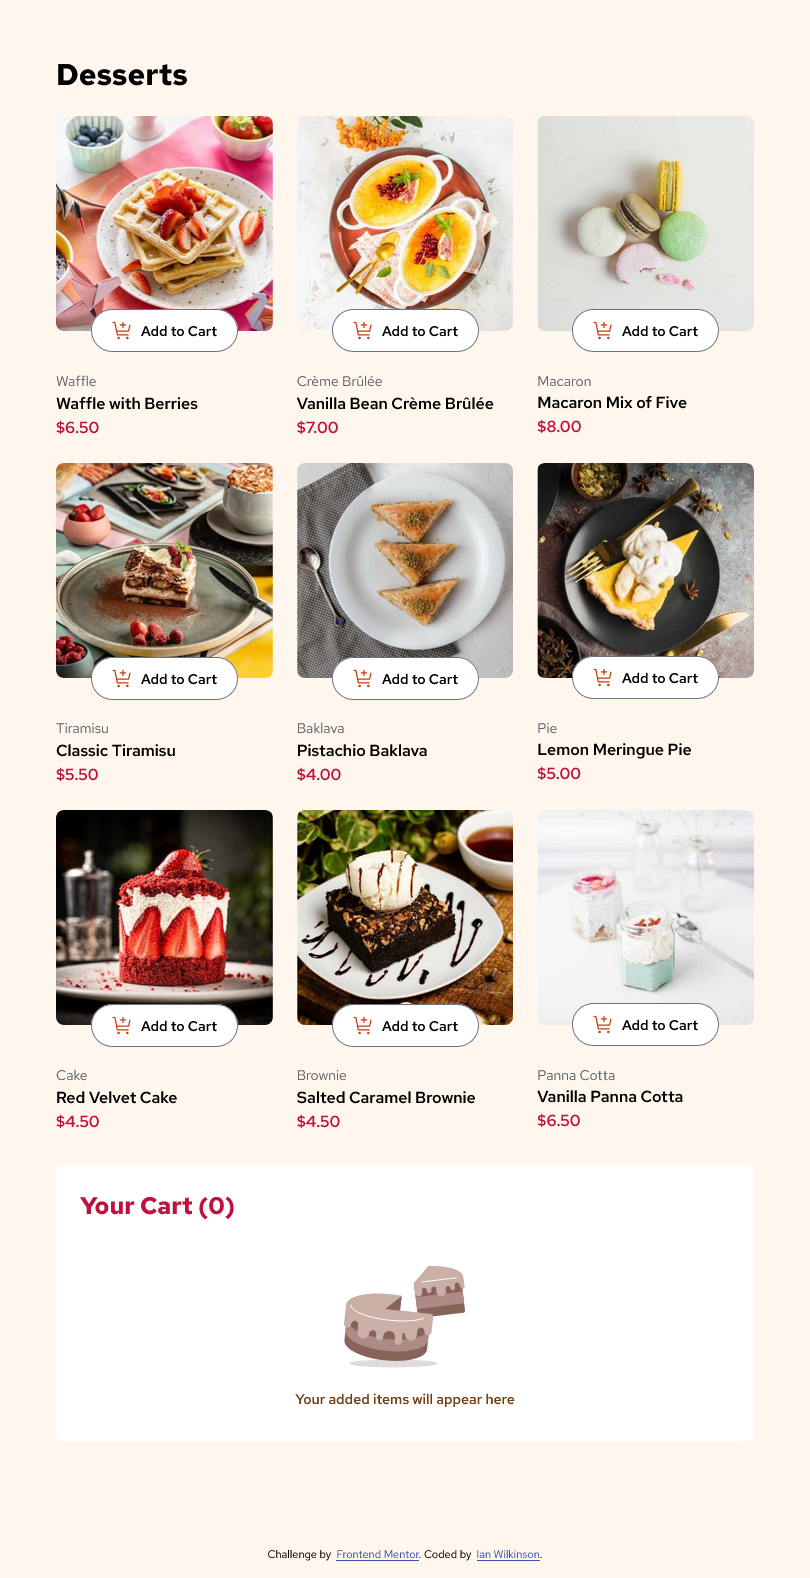 Desserts
Add to Cart
Add to Cart
Add to Cart
Waffle
Waffle with Berries
$6.50
Crème Brûlée
Vanilla Bean Crème Brûlée
$7.00
Macaron
Macaron Mix of Five
$8.00
Add to Cart
Add to Cart
Add to Cart
Tiramisu
Classic Tiramisu
$5.50
Baklava
Pistachio Baklava
$4.00
Pie
Lemon Meringue Pie
$5.00
Add to Cart
Add to Cart
Add to Cart
Cake
Red Velvet Cake
$4.50
Brownie
Salted Caramel Brownie
$4.50
Panna Cotta
Vanilla Panna Cotta
$6.50
Your Cart (0)
Your added items will appear here
Challenge by Frontend Mentor. Coded by Ian Wilkinson.